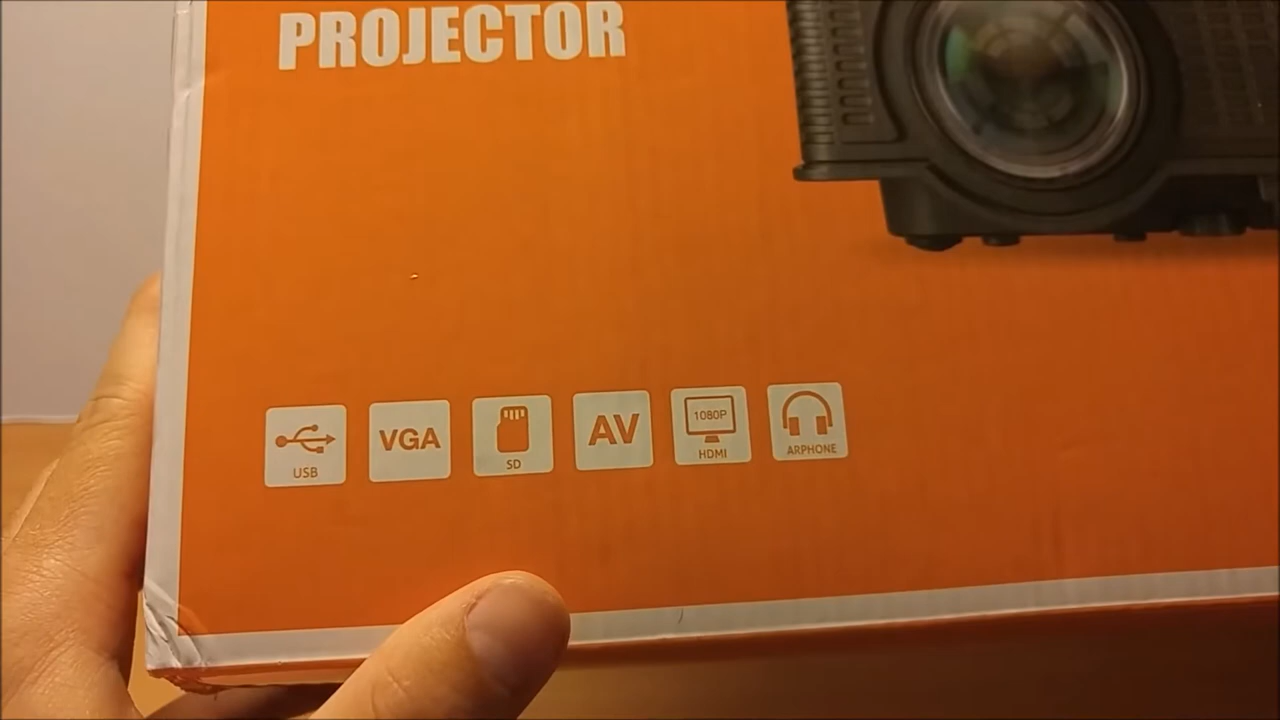 PROJECTOR
USB
VGA
SD
AV
1080P
HDMI
ARPHONE